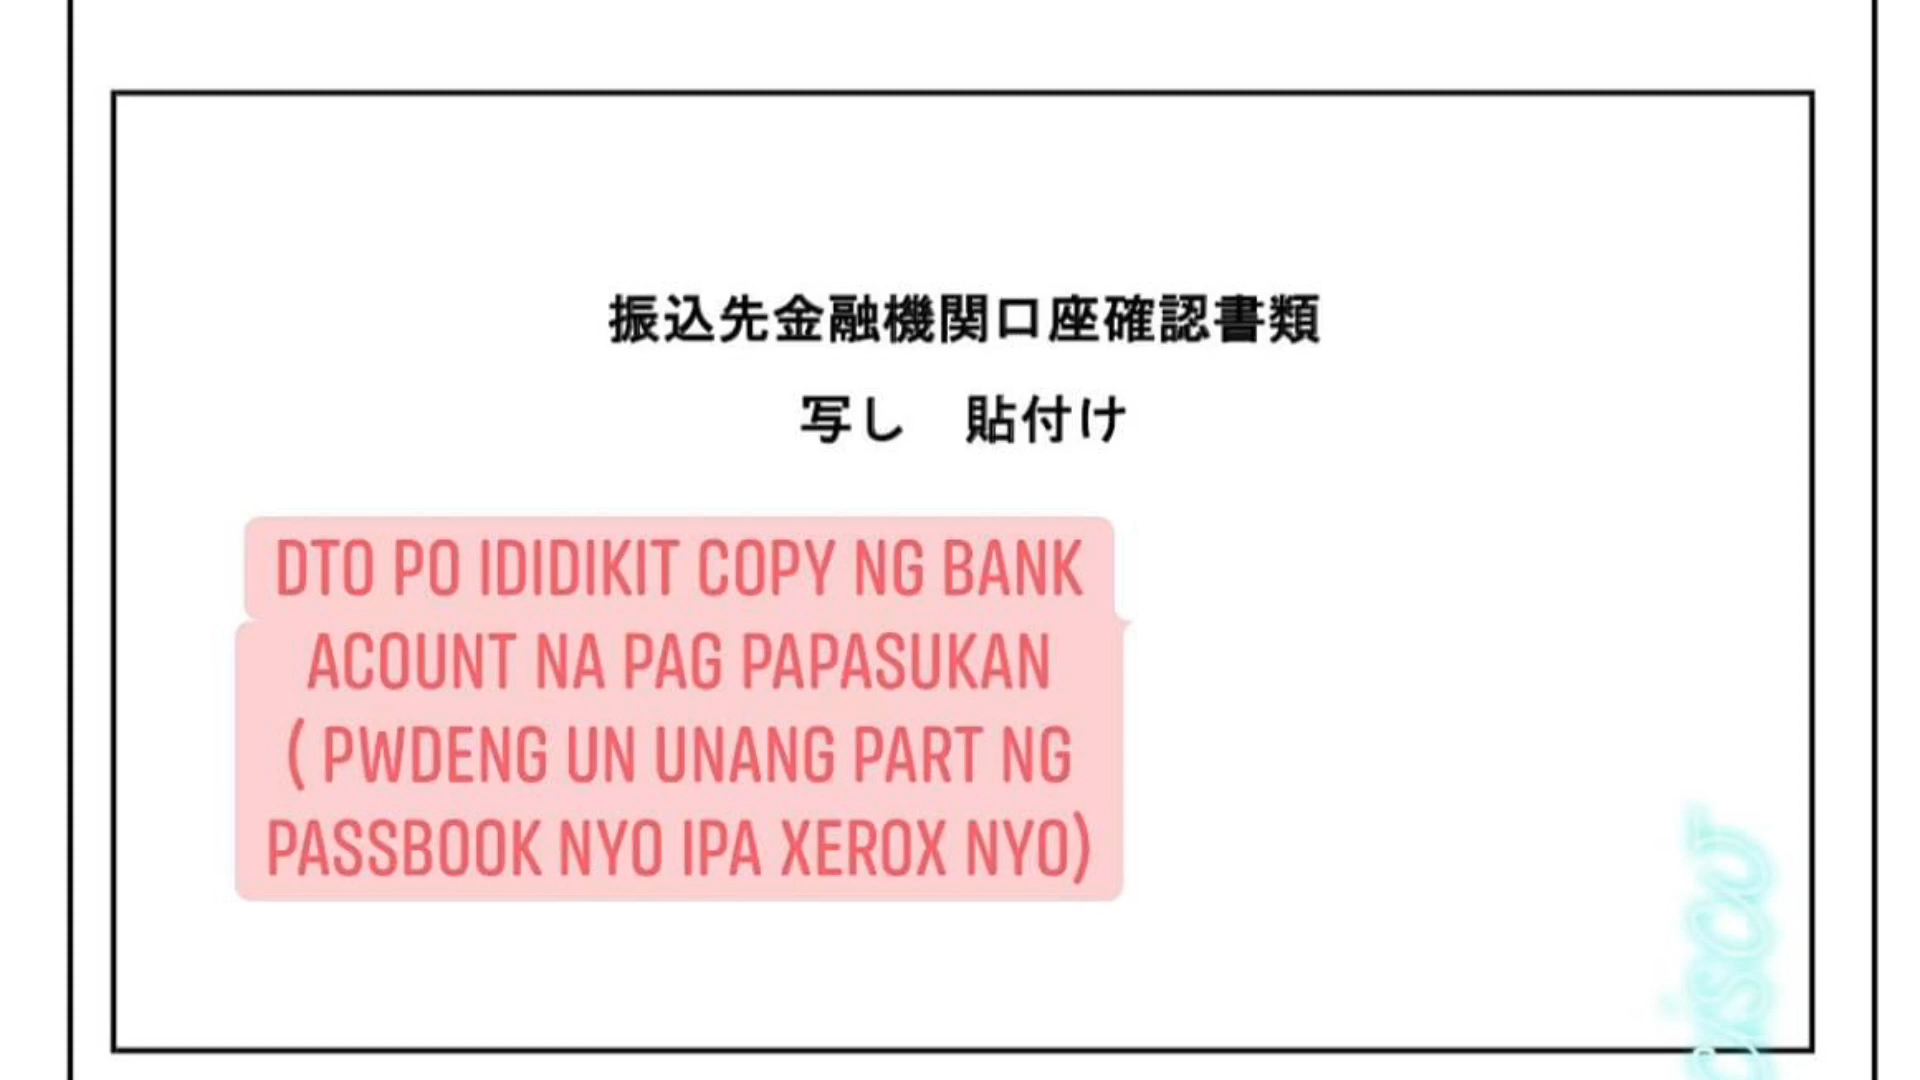 振込先金融機関口座確認書類
写し　貼付け
DTO PO IDIDIKIT COPY NG BANK
ACOUNT NA PAG PAPASUKAN
( PWDENG UN UNANG PART NG
PASSBOOK NYO IPA XEROX NYO)